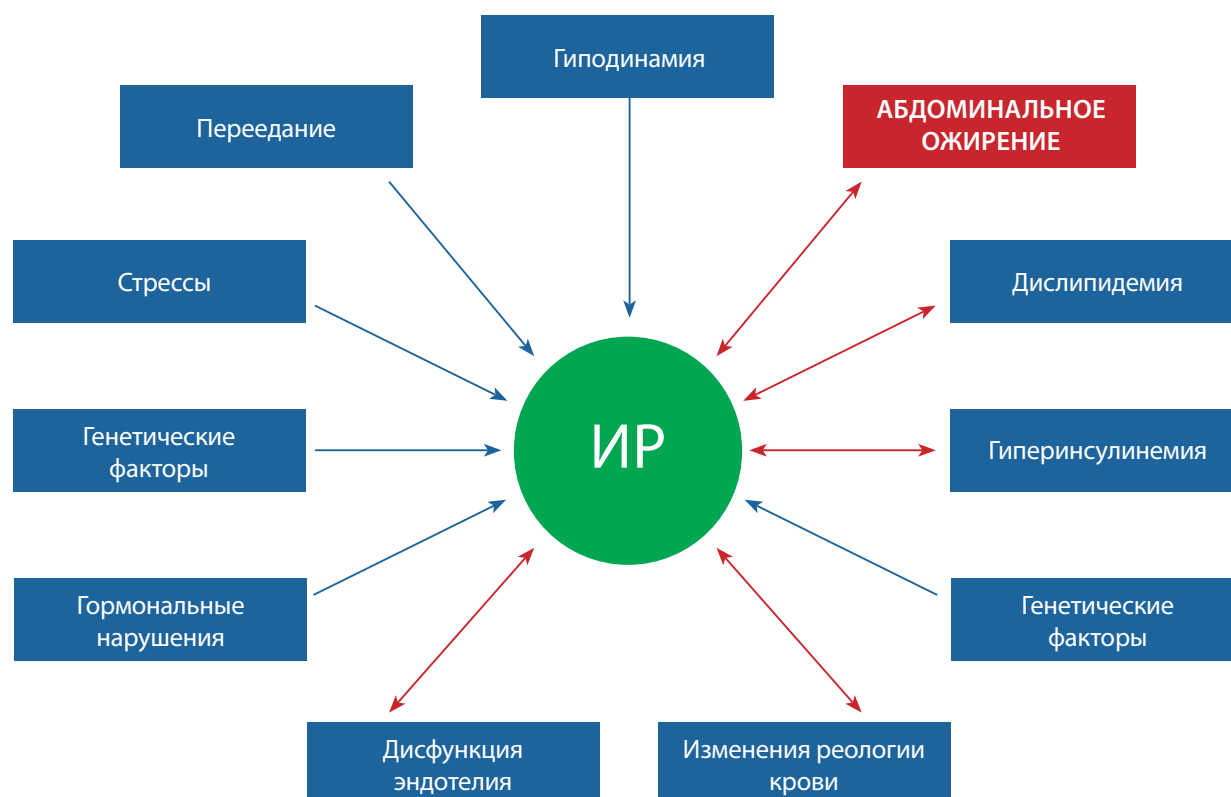 Гиподинамия
Переедание
АБДОМИНАЛЬНОЕ
ОЖИРЕНИЕ
Стрессы
Дислипидемия
Генетические
факторы
ИР
Гиперинсулинемия
Гормональные
нарушения
Генетические
факторы
Дисфункция
эндотелия
Изменения реологии
крови